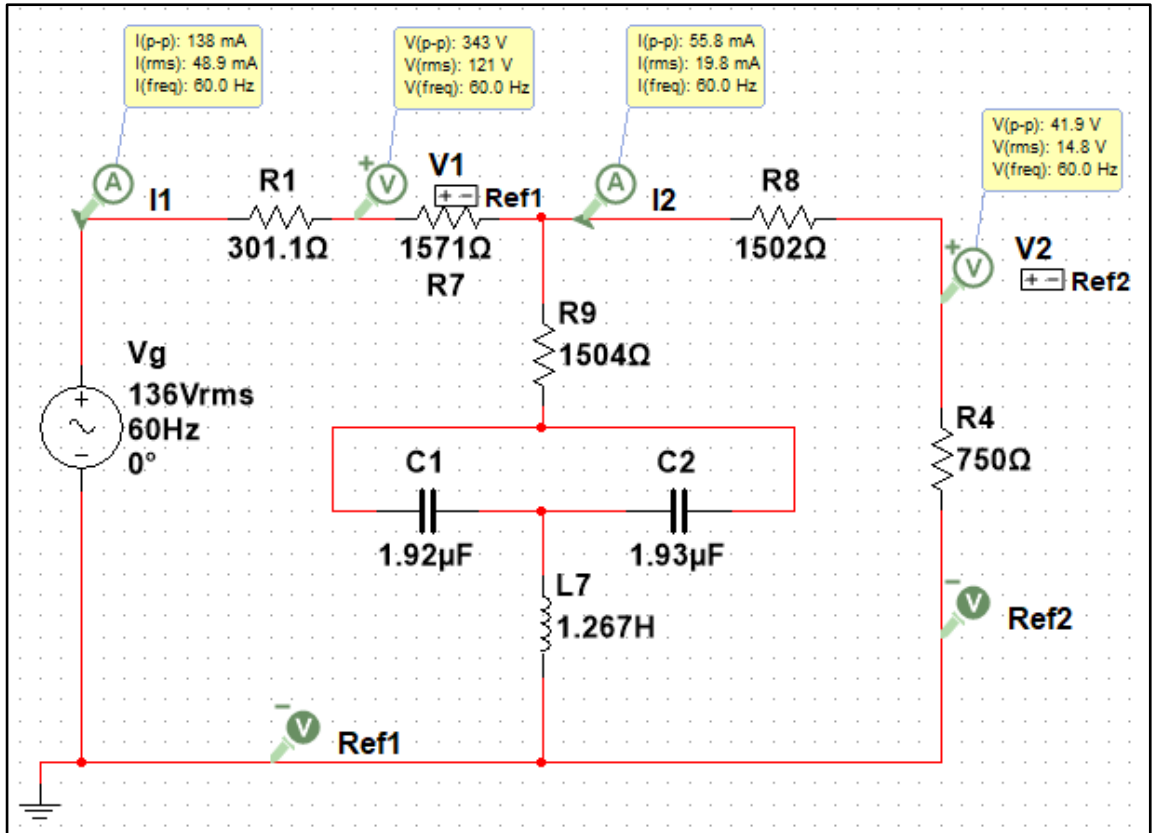 I(p-p): 138 mA
I(rms): 48.9 mA
I(freq): 60.0 Hz
V(p-p): 343 V
V(rms): 121 V
V(freq): 60.0 Hz
I(p-p): 55.8 mA
I(rms): 19.8 mA
I(freq): 60.0 Hz
V(p-p): 41.9 V
V(rms): 14.8 V
V(freq): 60.0 Hz
A
I1
R1
301.1Ω
+
V
V1
+ -
Ref1
1571Ω
R7
A
I2
R8
1502Ω
+
V
V2
+ -
Ref2
R9
1504Ω
Vg
136Vrms
60Hz
0°
+
−
C1
1.92µF
C2
1.93µF
R4
750Ω
L7
1.267H
−
V
Ref2
−
V
Ref1